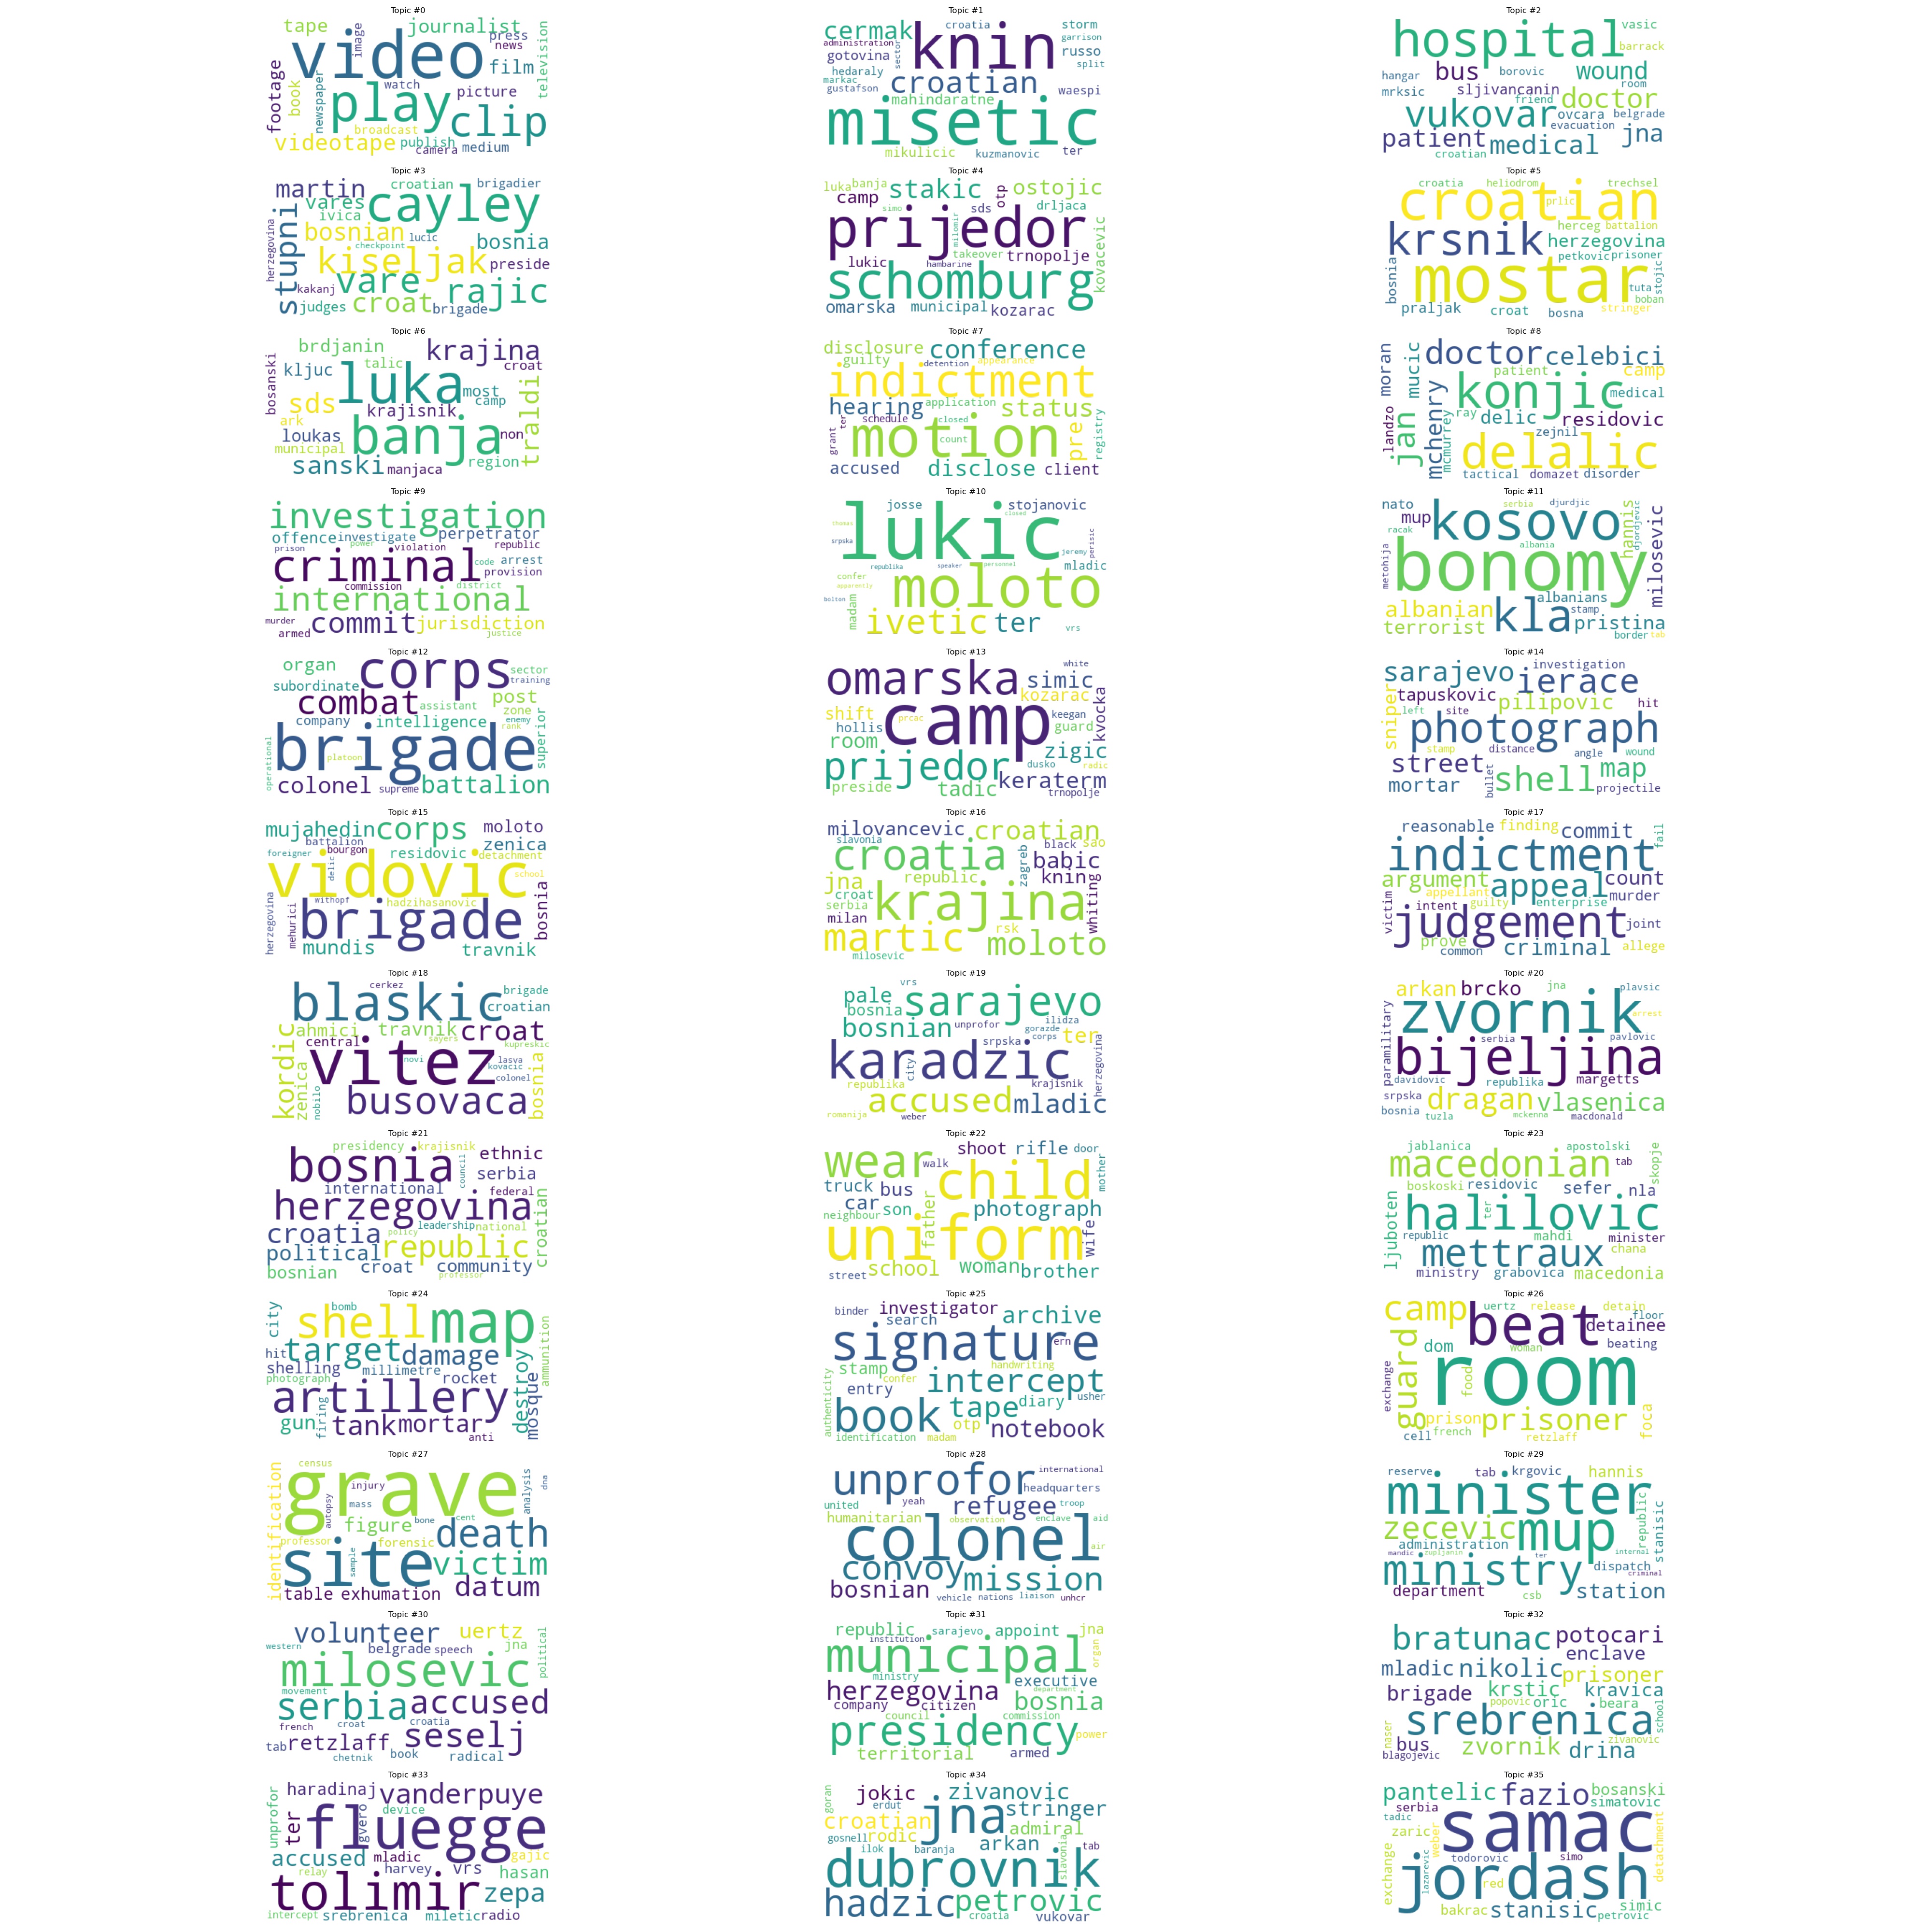 Topic #0
tape journalist press image news video film television footage book newspaper watch picture play clip broadcast videotape publish medium camera
Topic #1
cermak croatia storm administration garrison knin gotovina sector russo split hedaraly markac croatian gustafson waespi mahindaratne misetic mikulicic kuzmanovic ter
Topic #2
hospital vasic barrack hangar bus borovic wound mrksic sljivancanin room friend doctor vukovar ovcara belgrade evacuation patient medical jna croatian
Topic #3
martin croatian brigadier vares cayley ivica bosnian lucic stupni herzegovina checkpoint bosnia kiseljak preside kakanj vare rajic judges croat brigade
Topic #4
luka banja stakic otp ostojic camp simo sds drljaca prijedor milomir kovacevic takeover trnopolje lukic hambarine schomburg omarska municipal kozarac
Topic #5
croatia heliodrom trechsel croatian prlic herceg battalion krsnik herzegovina petkovic prisoner bosnia mostar stojic tuta boban praljak croat bosna stringer
Topic #6
brdjanin krajina bosanski talic croat kljuc luka most camp traldi sds krajisnik ark loukas banja non municipal region sanski manjaca
Topic #7
disclosure conference guilty detention appearance indictment hearing application status schedule closed ter grant motion count pre registry accused disclose client
Topic #8
moran mucic doctor celebici patient camp konjic medical landzo jan mchenry mcmurrey ray delic residovic zejnil delalic tactical domazet disorder
Topic #9
investigation offence investigate perpetrator prison power violation republic criminal code arrest provision commission district international murder commit jurisdiction armed justice
Topic #10
josse stojanovic thomas closed lukic srpska jeremy perisic republika speaker personnel mladic confer apparently moloto bolton madam ivetic ter vrs
Topic #11
nato serbia djurdjic mup kosovo hannis djordjevic milosevic racak albania metohija bonomy albanians albanian kla stamp terrorist pristina border tab
Topic #12
organ corps sector training subordinate combat assistant post zone company intelligence enemy rank superior brigade platoon operational colonel supreme battalion
Topic #13
white omarska simic kozarac shift prcac keegan kvocka hollis camp guard room zigic prijedor dusko radic preside tadic keraterm trnopolje
Topic #14
sarajevo investigation ierace sniper tapuskovic pilipovic hit left site photograph stamp distance angle wound street map mortar bullet shell projectile
Topic #15
mujahedin corps moloto battalion zenica foreigner bourgon residovic detachment delic vidovic school withopf hadzihasanovic bosnia herzegovina mehurici brigade mundis travnik
Topic #16
milovancevic croatian slavonia black sao croatia zagreb babic jna republic knin croat serbia krajina whiting milan rsk martic moloto milosevic
Topic #17
reasonable finding commit fail indictment argument appeal count appellant murder victim intent guilty enterprise judgement joint prove common criminal allege
Topic #18
cerkez brigade blaskic croatian ahmici travnik croat kordic central sayers kupreskic vitez novi lasva kovacic colonel zenica nobilo busovaca bosnia
Topic #19
vrs pale sarajevo bosnia ilidza bosnian unprofor gorazde corps ter srpska karadzic city herzegovina krajisnik republika accused mladic romanija weber
Topic #20
arkan brcko jna plavsic zvornik arrest paramilitary serbia pavlovic bijeljina davidovic republika margetts srpska dragan vlasenica bosnia tuzla mckenna macdonald
Topic #21
presidency krajisnik bosnia ethnic council serbia international federal herzegovina croatia leadership national policy croatian political republic bosnian croat community professor
Topic #22
shoot rifle door wear walk child mother truck bus car son father photograph neighbour uniform wife school woman brother street
Topic #23
jablanica apostolski skopje macedonian tab boskoski residovic sefer nla halilovic ter ljuboten republic mahdi minister mettraux chana ministry grabovica macedonia
Topic #24
bomb city shell map ammunition hit target damage shelling millimetre rocket photograph destroy mosque artillery gun firing tank mortar anti
Topic #25
binder investigator archive search signature ern stamp handwriting confer intercept entry authenticity diary usher book tape otp notebook identification madam
Topic #26
camp uertz release detain floor beat detainee guard dom woman beating room exchange food foca prison prisoner cell french retzlaff
Topic #27
census grave injury analysis dna identification mass autopsy figure bone cent death professor forensic site sample victim table exhumation datum
Topic #28
unprofor international headquarters united yeah refugee troop humanitarian observation enclave aid colonel air convoy mission bosnian vehicle nations liaison unhcr
Topic #29
reserve tab krgovic hannis minister republic stanisic zecevic mup administration internal mandic zupljanin ter ministry dispatch criminal department csb station
Topic #30
volunteer uertz western belgrade speech jna political milosevic movement serbia accused french croat croatia seselj tab retzlaff chetnik book radical
Topic #31
republic sarajevo appoint jna institution municipal organ ministry herzegovina executive department company citizen bosnia council commission presidency power territorial armed
Topic #32
bratunac potocari enclave mladic nikolic prisoner brigade krstic kravica popovic oric beara school srebrenica naser bus zvornik drina zivanovic blagojevic
Topic #33
haradinaj vanderpuye unprofor device ter gvero fluegge accused mladic gajic relay harvey vrs hasan tolimir zepa intercept srebrenica miletic radio
Topic #34
goran jokic zivanovic erdut jna stringer croatian admiral gosnell rodic arkan tab ilok baranja slavonia dubrovnik hadzic petrovic croatia vukovar
Topic #35
pantelic fazio bosanski serbia simatovic tadic samac zaric weber detachment todorovic simo exchange lazarevic red jordash bakrac stanisic simic petrovic